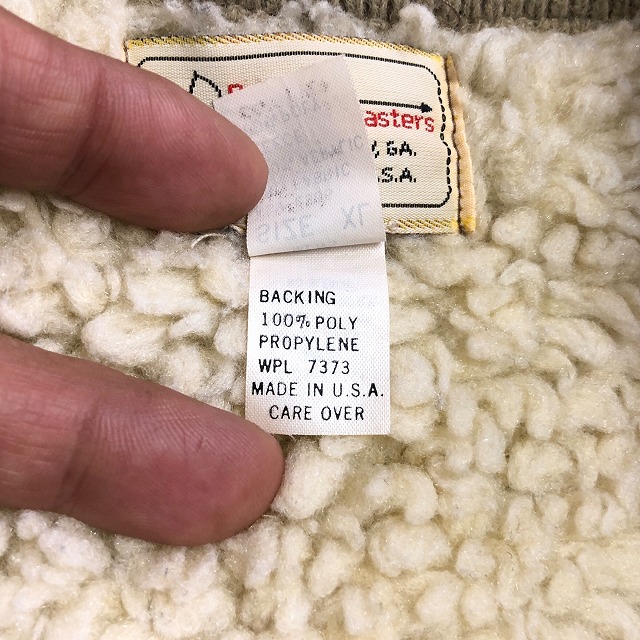 asters
, GA.
.S.A.
SIZE XL
BACKING
100% POLY
PROPYLENE
WPL 7373
MADE IN U.S.A.
CARE OVER